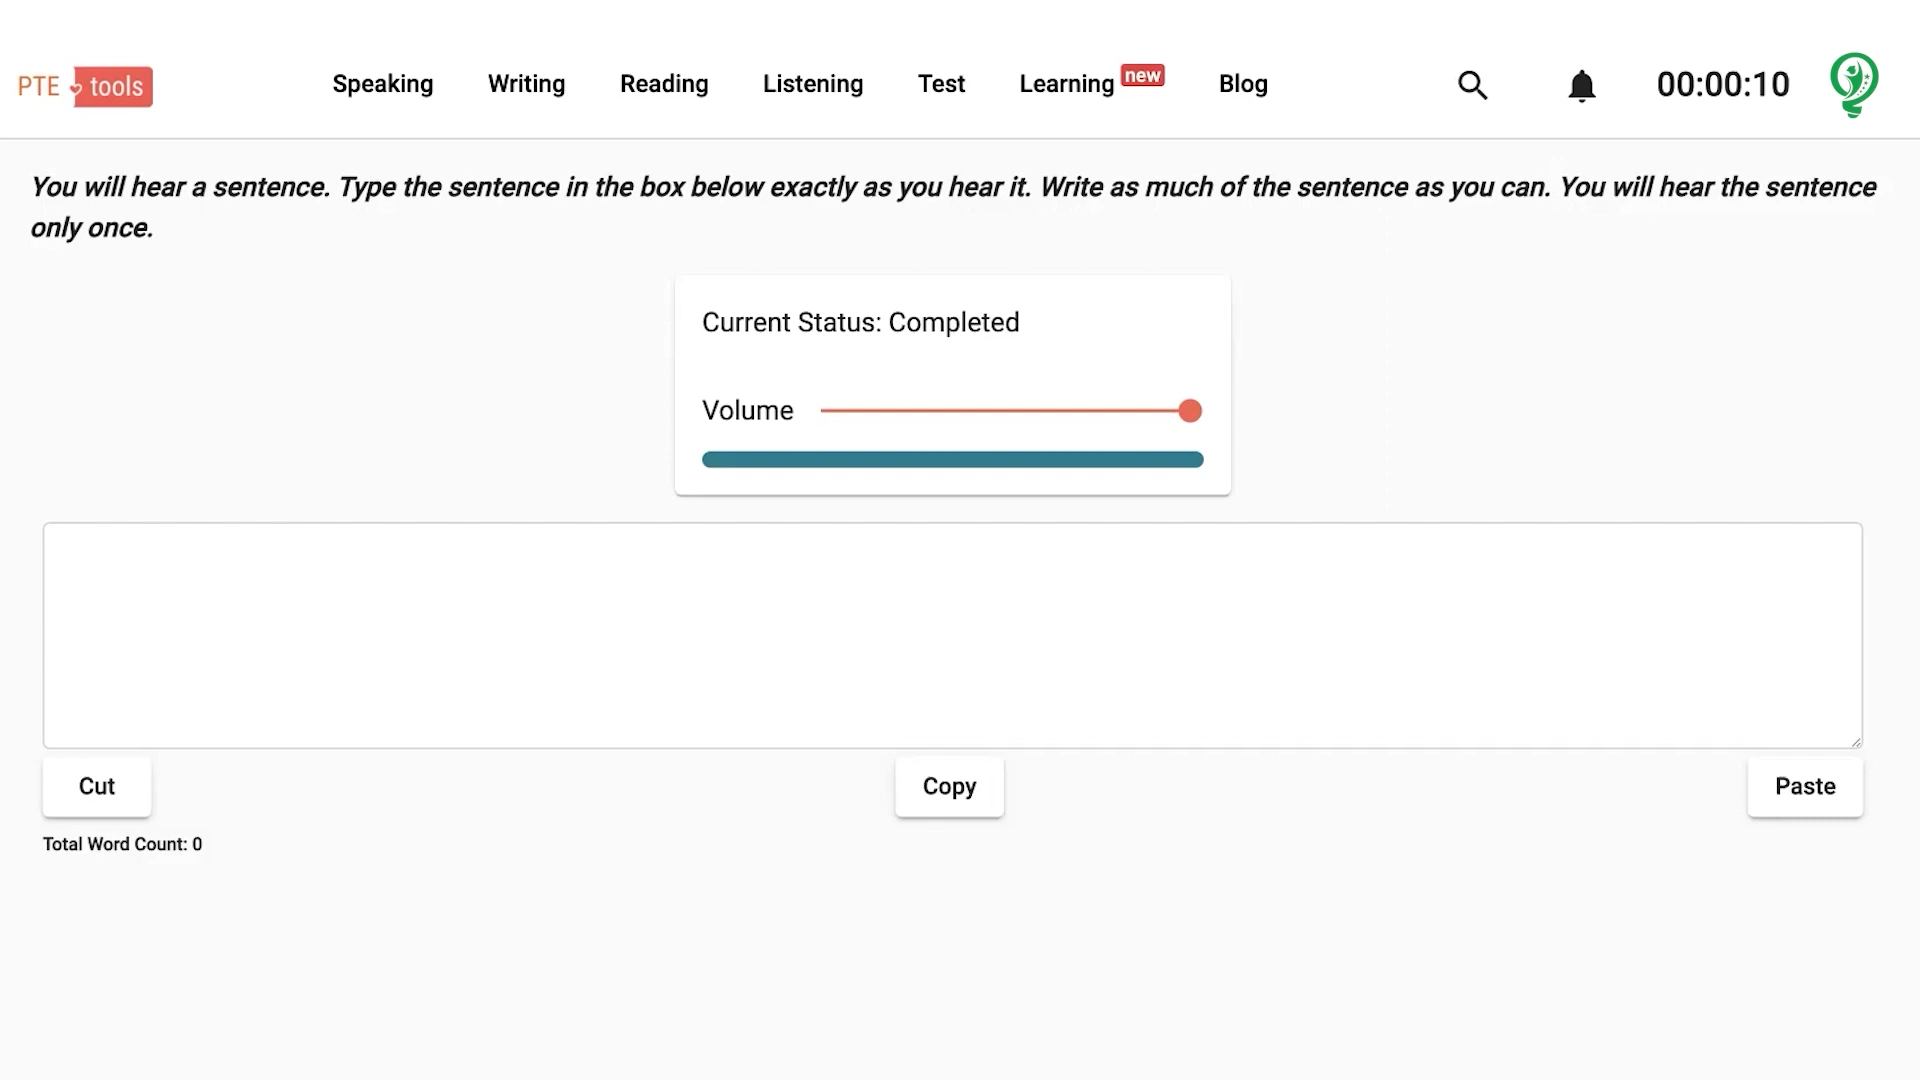 PTE tools
Speaking
Writing
Reading
Listening
Test
Learning new
Blog
00:00:10
You will hear a sentence. Type the sentence in the box below exactly as you hear it. Write as much of the sentence as you can. You will hear the sentence
only once.
Current Status: Completed
Volume
Cut
Copy
Paste
Total Word Count: 0